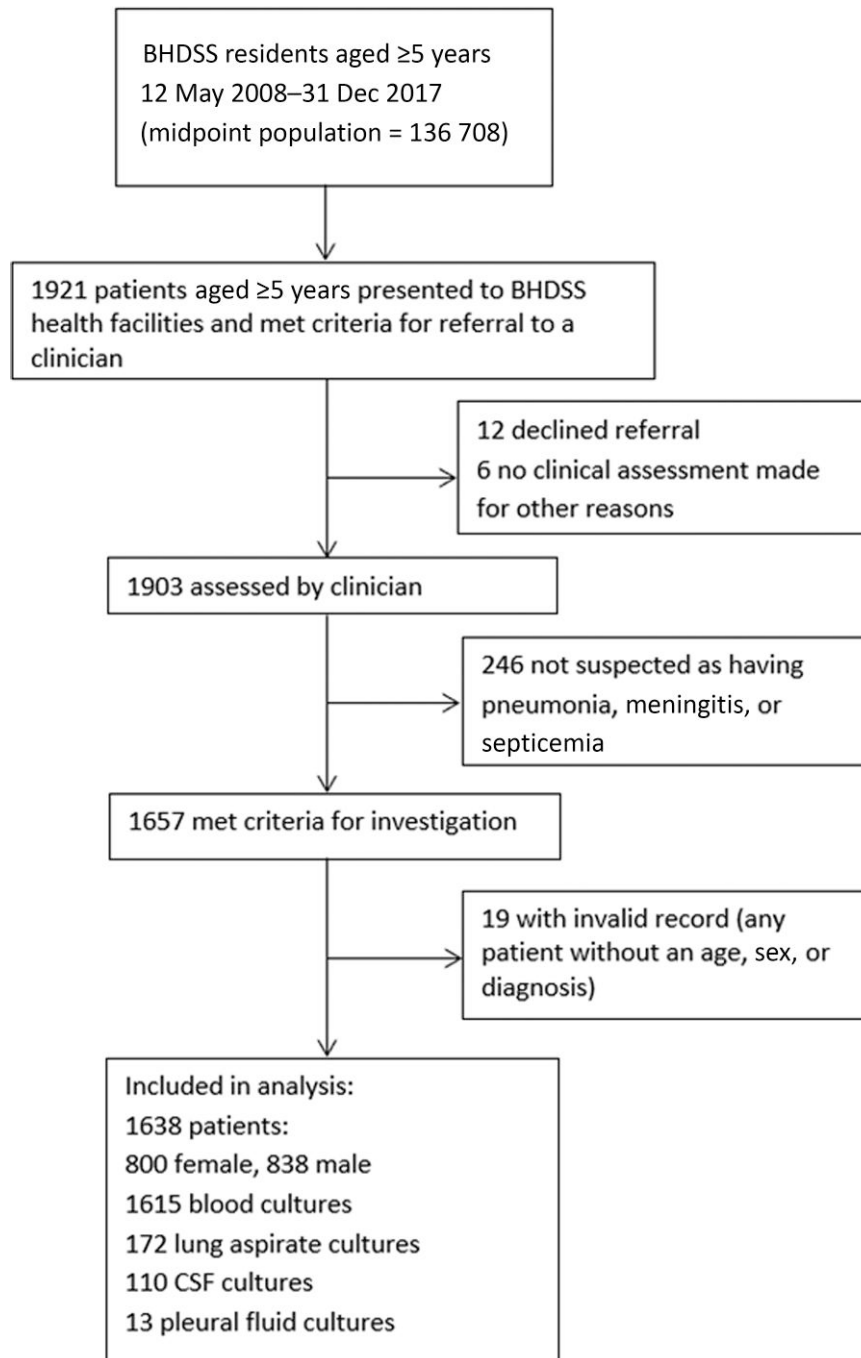 BHDSS residents aged ≥5 years
12 May 2008–31 Dec 2017
(midpoint population = 136 708)
1921 patients aged ≥5 years presented to BHDSS
health facilities and met criteria for referral to a
clinician
12 declined referral
6 no clinical assessment made
for other reasons
1903 assessed by clinician
246 not suspected as having
pneumonia, meningitis, or
septicemia
1657 met criteria for investigation
19 with invalid record (any
patient without an age, sex, or
diagnosis)
Included in analysis:
1638 patients:
800 female, 838 male
1615 blood cultures
172 lung aspirate cultures
110 CSF cultures
13 pleural fluid cultures